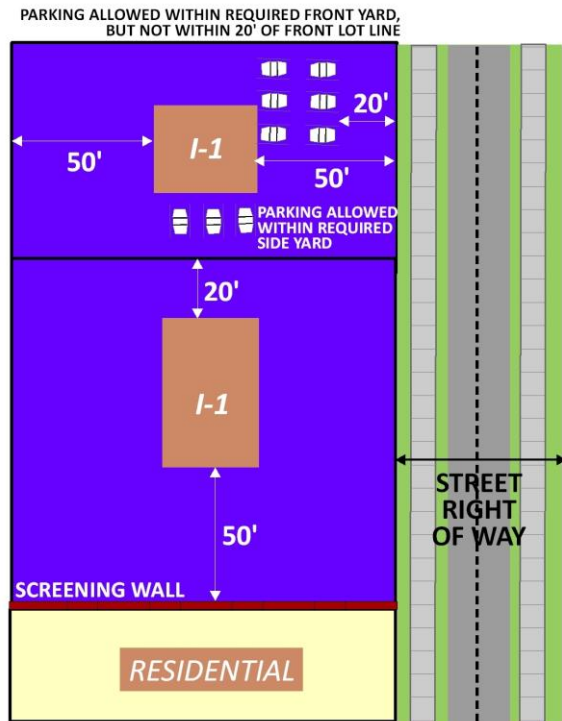 PARKING ALLOWED WITHIN REQUIRED FRONT YARD,
BUT NOT WITHIN 20' OF FRONT LOT LINE
20'
50'
I-1
50'
PARKING ALLOWED
WITHIN REQUIRED
SIDE YARD
20'
I-1
STREET
RIGHT
OF WAY
50'
SCREENING WALL
RESIDENTIAL